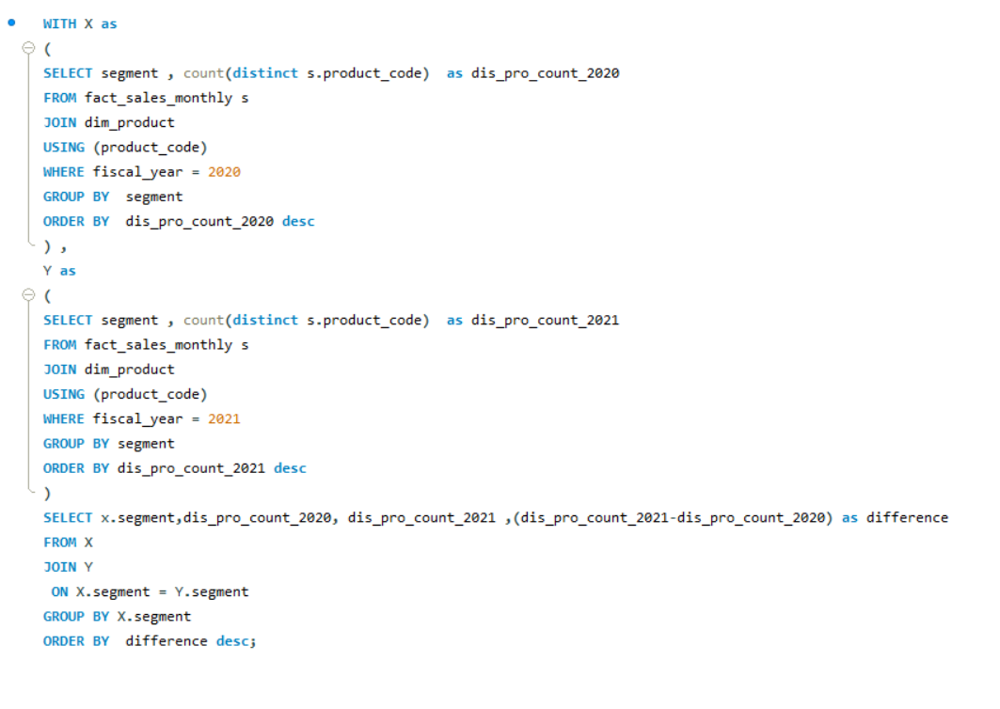 WITH X as
(
SELECT segment , count(distinct s.product_code)  as dis_pro_count_2020
FROM fact_sales_monthly s
JOIN dim_product
USING (product_code)
WHERE fiscal_year = 2020
GROUP BY  segment
ORDER BY  dis_pro_count_2020 desc
) ,
Y as
(
SELECT segment , count(distinct s.product_code)  as dis_pro_count_2021
FROM fact_sales_monthly s
JOIN dim_product
USING (product_code)
WHERE fiscal_year = 2021
GROUP BY segment
ORDER BY dis_pro_count_2021 desc
)
SELECT x.segment,dis_pro_count_2020, dis_pro_count_2021 ,(dis_pro_count_2021-dis_pro_count_2020) as difference
FROM X
JOIN Y
 ON X.segment = Y.segment
GROUP BY X.segment
ORDER BY  difference desc;